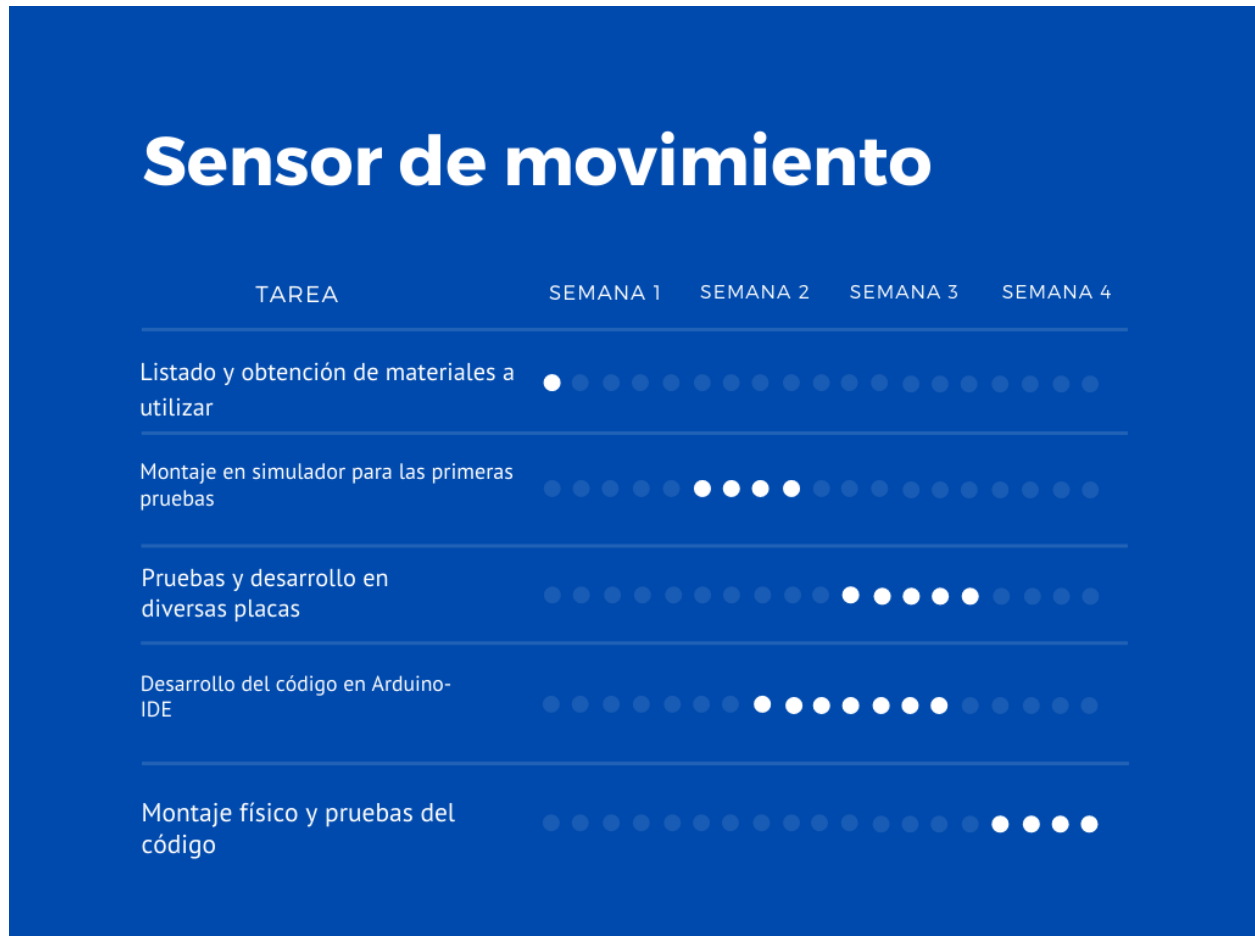 Sensor de movimiento
TAREA SEMANA 1 SEMANA 2 SEMANA 3 SEMANA 4
Listado y obtención de materiales a
utilizar
Montaje en simulador para las primeras
pruebas
Pruebas y desarrollo en
diversas placas
Desarrollo del código en Arduino-
IDE
Montaje físico y pruebas del
código